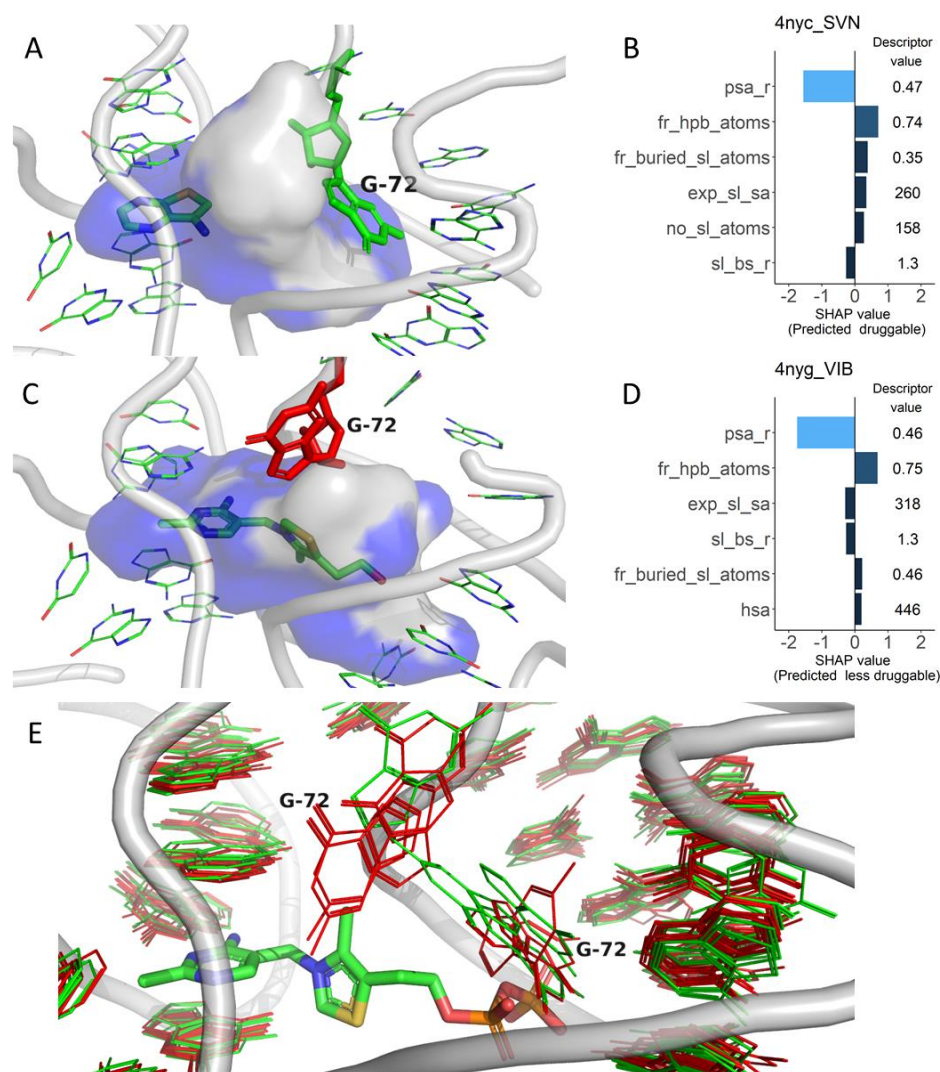 A
G-72
B
4nyc_SVN
Descriptor
value
psa_r 0.47
fr_hpb_atoms 0.74
fr_buried_sl_atoms 0.35
exp_sl_sa 260
no_sl_atoms 158
sl_bs_r 1.3
-2 -1 0 1 2
SHAP value
(Predicted druggable)
C
G-72
D
4nyg_VIB
Descriptor
value
psa_r 0.46
fr_hpb_atoms 0.75
exp_sl_sa 318
sl_bs_r 1.3
fr_buried_sl_atoms 0.46
hsa 446
-2 -1 0 1 2
SHAP value
(Predicted less druggable)
E
G-72
G-72